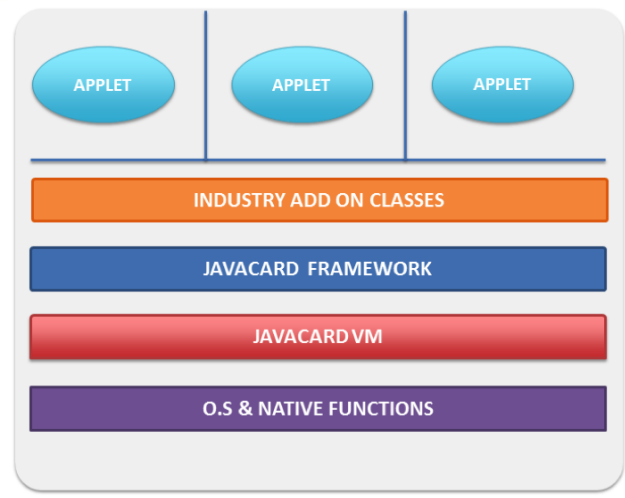 APPLET APPLET APPLET
INDUSTRY ADD ON CLASSES
JAVACARD FRAMEWORK
JAVACARD VM
O.S & NATIVE FUNCTIONS